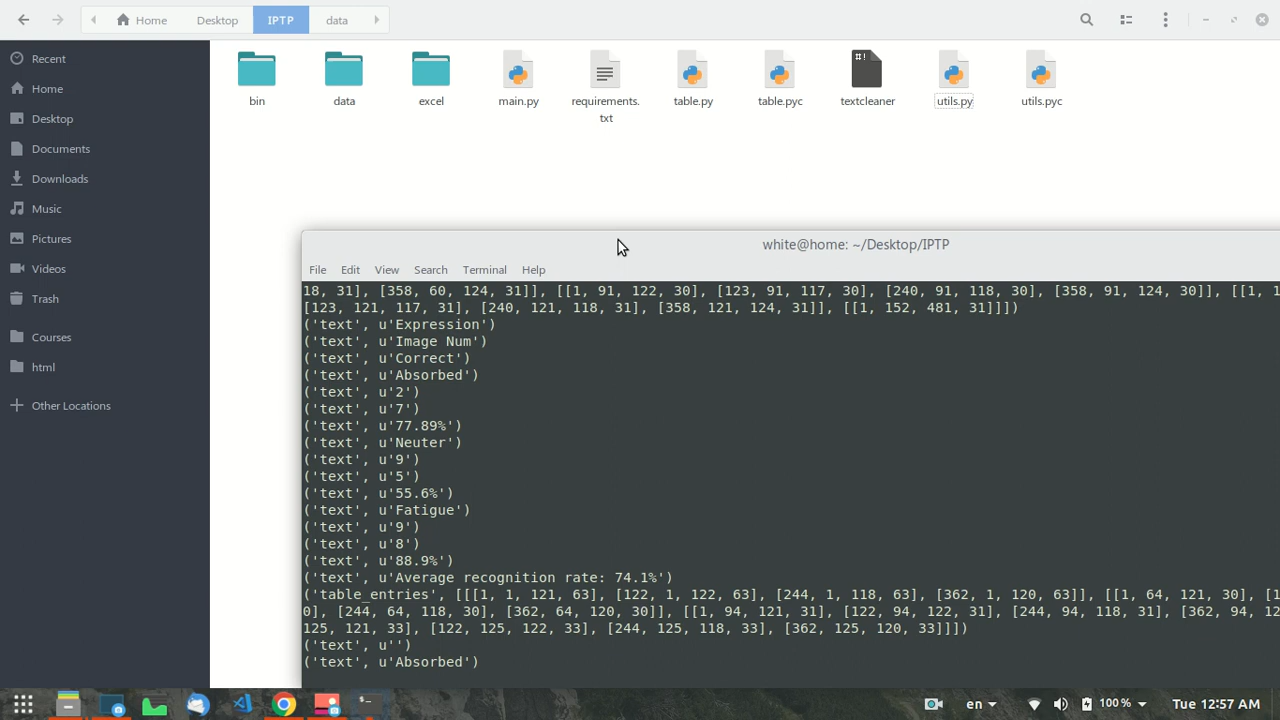 Home
Desktop
IPTP
data
Recent
Home
Desktop
Documents
Downloads
Music
Pictures
Videos
Trash
Courses
html
Other Locations
bin
data
excel
main.py
requirements.
txt
table.py
table.pyc
#!
textcleaner
utils.py
utils.pyc
white@home: ~/Desktop/IPTP
File Edit View Search Terminal Help
18, 31], [358, 60, 124, 31]], [[1, 91, 122, 30], [123, 91, 117, 30], [240, 91, 118, 30], [358, 91, 124, 30]], [[1, 1
[123, 121, 117, 31], [240, 121, 118, 31], [358, 121, 124, 31]], [[1, 152, 481, 31]]])
('text', u'Expression')
('text', u'Image Num')
('text', u'Correct')
('text', u'Absorbed')
('text', u'2')
('text', u'7')
('text', u'77.89%')
('text', u'Neuter')
('text', u'9')
('text', u'5')
('text', u'55.6%')
('text', u'Fatigue')
('text', u'9')
('text', u'8')
('text', u'88.9%')
('text', u'Average recognition rate: 74.1%')
('table_entries', [[[1, 1, 121, 63], [122, 1, 122, 63], [244, 1, 118, 63], [362, 1, 120, 63]], [[1, 64, 121, 30], [1
0], [244, 64, 118, 30], [362, 64, 120, 30]], [[1, 94, 121, 31], [122, 94, 122, 31], [244, 94, 118, 31], [362, 94, 12
125, 121, 33], [122, 125, 122, 33], [244, 125, 118, 33], [362, 125, 120, 33]]])
('text', u'')
('text', u'Absorbed')
en
100 %
Tue 12:57 AM